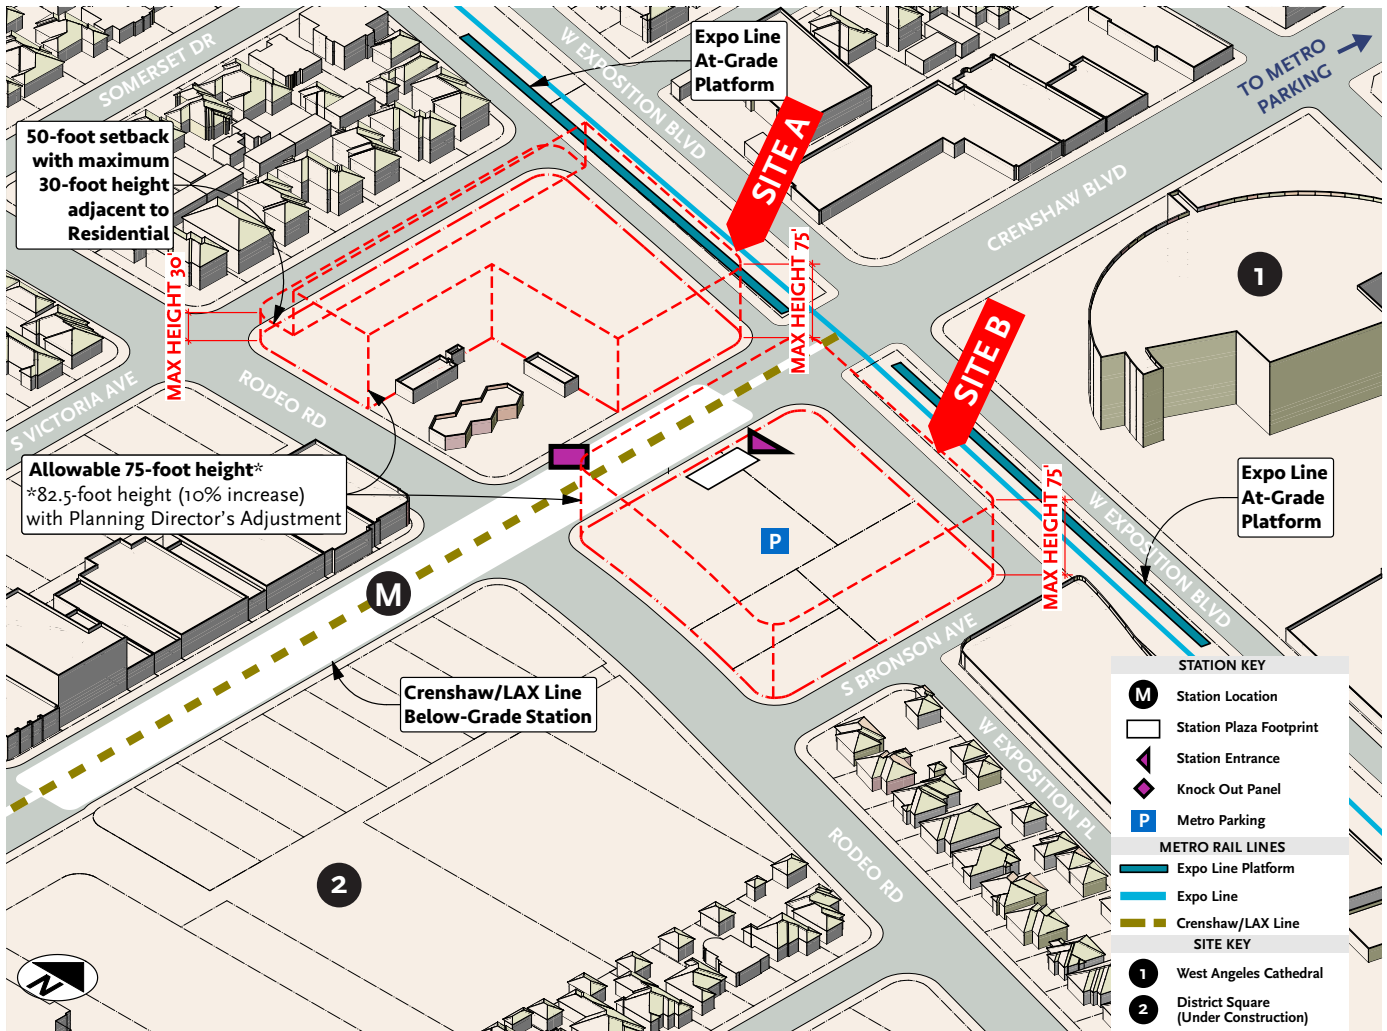 SOMERSET DR
W EXPOSITION BLVD
Expo Line
At-Grade
Platform
TO METRO
PARKING
50-foot setback
with maximum
30-foot height
adjacent to
Residential
SITE A
CRENSHAW BLVD
1
MAX HEIGHT 30'
MAX HEIGHT 75'
SITE B
S VICTORIA AVE
RODEO RD
Allowable 75-foot height*
*82.5-foot height (10% increase)
with Planning Director's Adjustment
P
MAX HEIGHT 75'
Expo Line
At-Grade
Platform
W EXPOSITION BLVD
M
S BRONSON AVE
Crenshaw/LAX Line
Below-Grade Station
W EXPOSITION PL
RODEO RD
2
N
STATION KEY
M Station Location
Station Plaza Footprint
Station Entrance
Knock Out Panel
P Metro Parking
METRO RAIL LINES
Expo Line Platform
Expo Line
Crenshaw/LAX Line
SITE KEY
1 West Angeles Cathedral
2 District Square
(Under Construction)